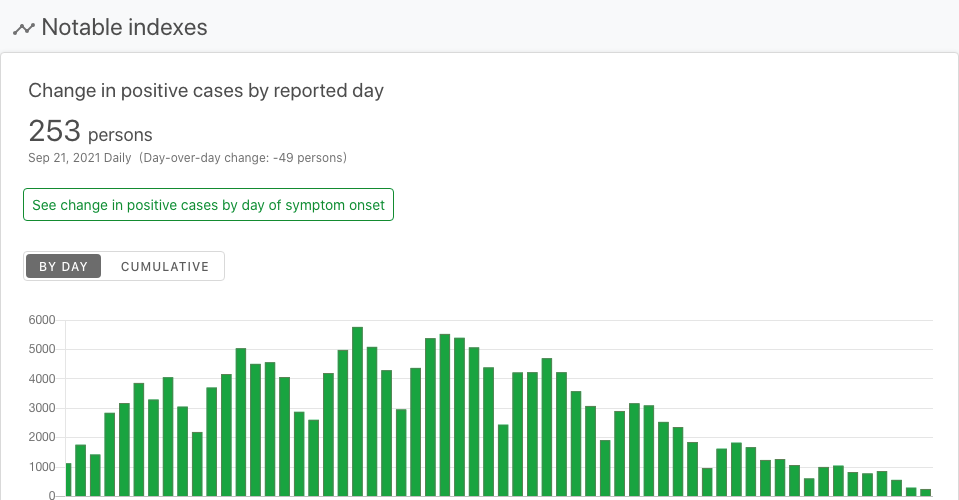 Notable indexes
Change in positive cases by reported day
253 persons
Sep 21, 2021 Daily (Day-over-day change: -49 persons)
See change in positive cases by day of symptom onset
BY DAY CUMULATIVE
6000
5000
4000
3000
2000
1000
0